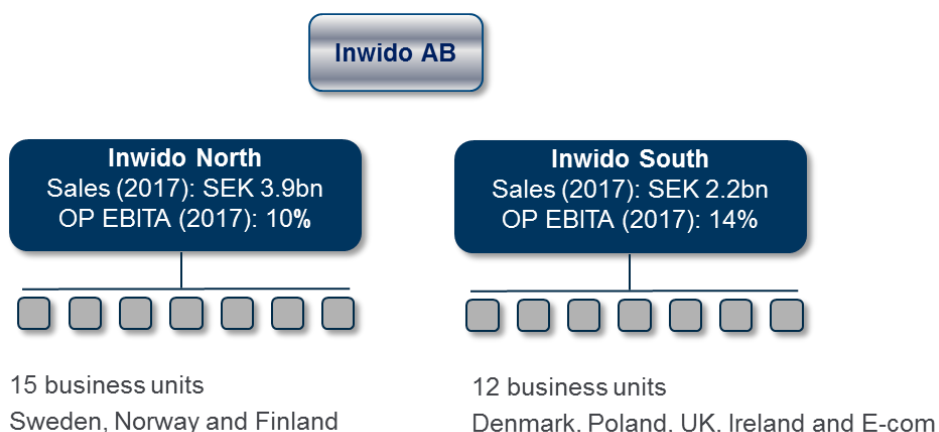 Inwido AB
Inwido North
Sales (2017): SEK 3.9bn
OP EBITA (2017): 10%
Inwido South
Sales (2017): SEK 2.2bn
OP EBITA (2017): 14%
15 business units
Sweden, Norway and Finland
12 business units
Denmark, Poland, UK, Ireland and E-com